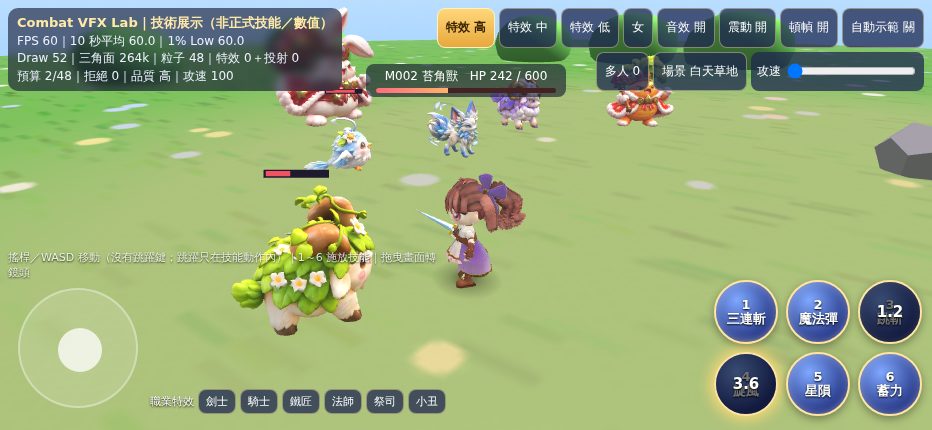 Combat VFX Lab｜技術展示（非正式技能／數值）
FPS 60｜10 秒平均 60.0｜1% Low 60.0
Draw 52｜三角面 264k｜粒子 48｜特效 0＋投射 0
預算 2/48｜拒絕 0｜品質 高｜攻速 100
特效 高
特效 中
特效 低
女
音效 開
震動 開
頓幀 開
自動示範 關
M002 苔角獸 HP 242 / 600
多人 0
場景 白天草地
攻速
搖桿／WASD 移動（沒有跳躍鍵；跳躍只在技能動作內）｜1～6 施放技能｜拖曳畫面轉
鏡頭
1
三連斬
2
魔法彈
3
1.2
跳斬
4
3.6
旋風
5
星隕
6
蓄力
職業特效
劍士
騎士
鐵匠
法師
祭司
小丑